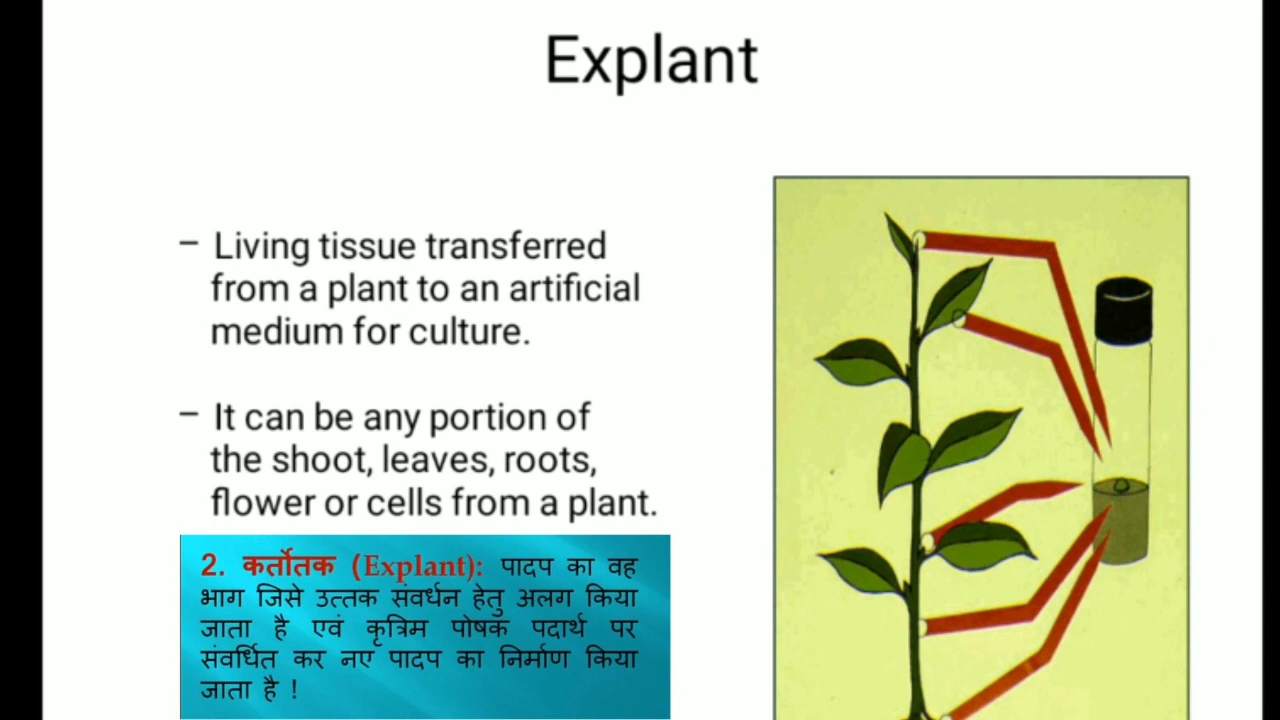 Explant
– Living tissue transferred
from a plant to an artificial
medium for culture.
– It can be any portion of
the shoot, leaves, roots,
flower or cells from a plant.
2. कर्तोतक (Explant): पादप का वह
भाग जिसे उत्तक संवर्धन हेतु अलग किया
जाता है एवं कृत्रिम पोषक पदार्थ पर
संवर्धित कर नए पादप का निर्माण किया
जाता है !